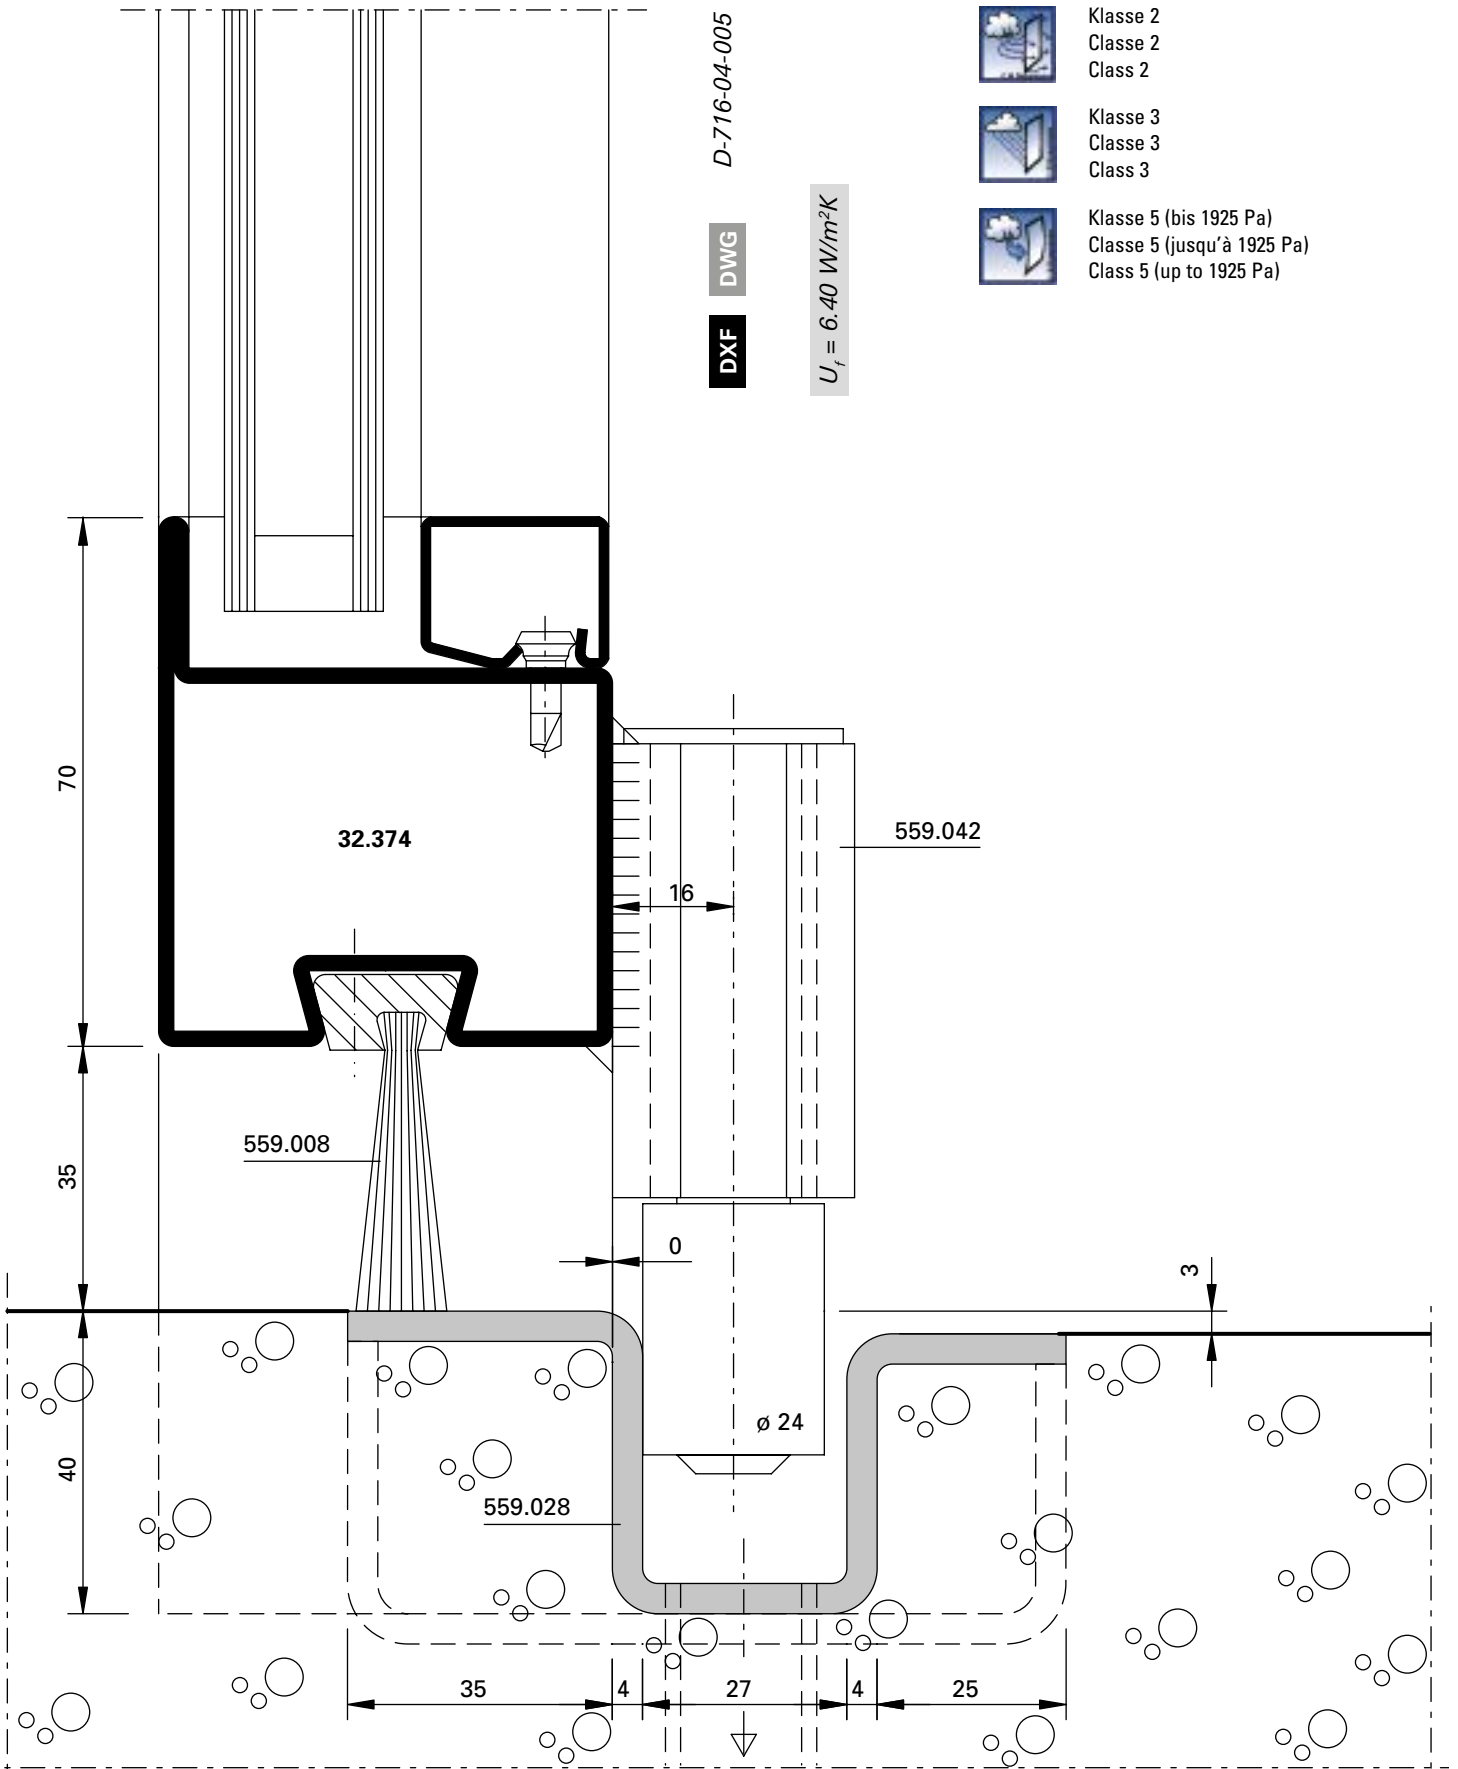 D-716-04-005
DWG
DXF
U_f = 6.40 W/m²K
Klasse 2
Classe 2
Class 2
Klasse 3
Classe 3
Class 3
Klasse 5 (bis 1925 Pa)
Classe 5 (jusqu'à 1925 Pa)
Class 5 (up to 1925 Pa)
70
32.374
559.042
16
559.008
35
0
3
ø 24
40
559.028
35
4
27
4
25